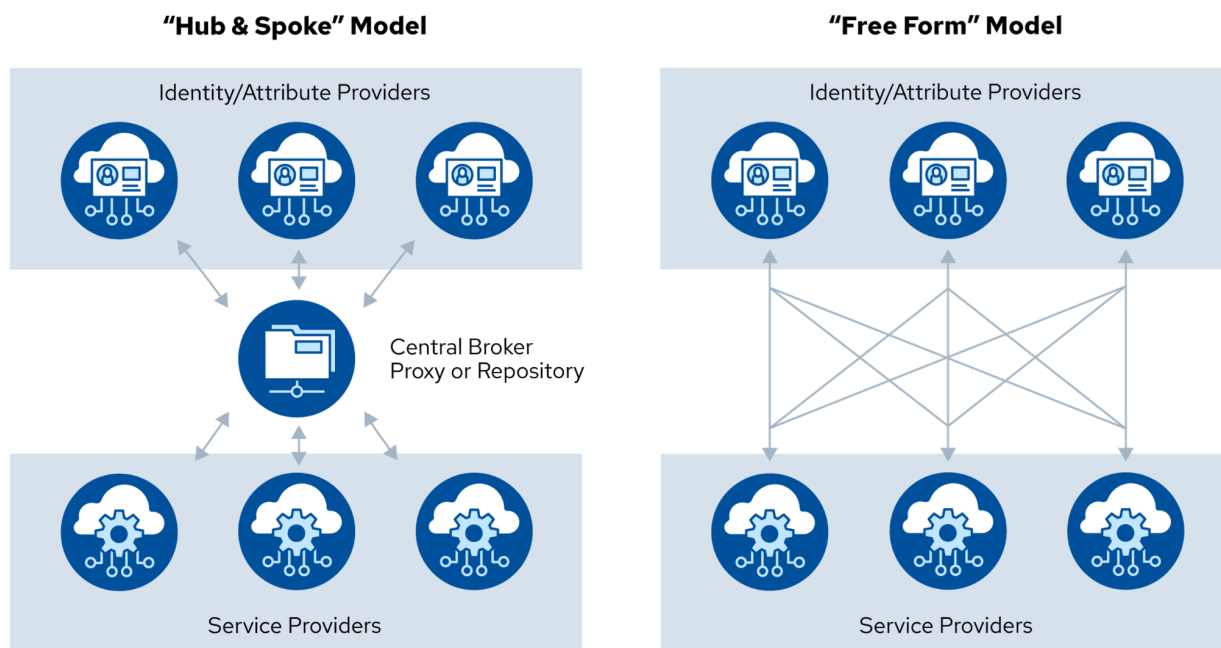 “Hub & Spoke” Model
Identity/Attribute Providers
Central Broker
Proxy or Repository
Service Providers
“Free Form” Model
Identity/Attribute Providers
Service Providers